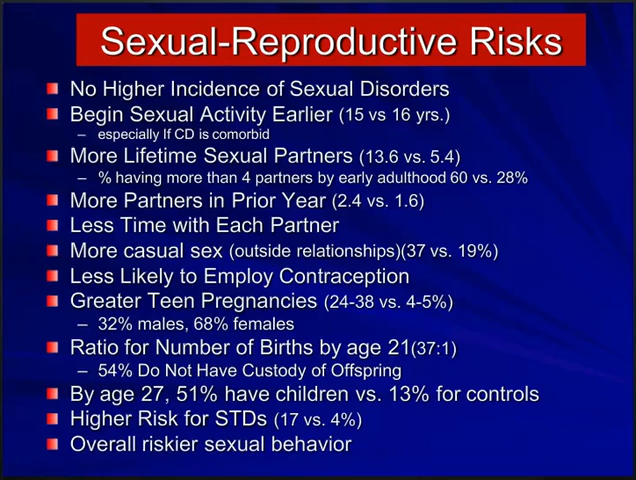 Sexual-Reproductive Risks
No Higher Incidence of Sexual Disorders
Begin Sexual Activity Earlier (15 vs 16 yrs.)
– especially If CD is comorbid
More Lifetime Sexual Partners (13.6 vs. 5.4)
– % having more than 4 partners by early adulthood 60 vs. 28%
More Partners in Prior Year (2.4 vs. 1.6)
Less Time with Each Partner
More casual sex (outside relationships)(37 vs. 19%)
Less Likely to Employ Contraception
Greater Teen Pregnancies (24-38 vs. 4-5%)
– 32% males, 68% females
Ratio for Number of Births by age 21(37:1)
– 54% Do Not Have Custody of Offspring
By age 27, 51% have children vs. 13% for controls
Higher Risk for STDs (17 vs. 4%)
Overall riskier sexual behavior